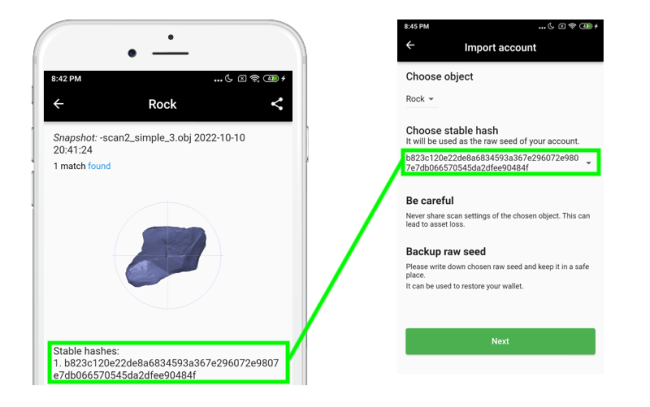 8:42 PM
Rock
Snapshot: -scan2_simple_3.obj 2022-10-10
20:41:24
1 match found
Stable hashes:
1. b823c120e22de8a6834593a367e296072e9807
e7db066570545da2dfee90484f
8:45 PM
Import account
Choose object
Rock
Choose stable hash
It will be used as the raw seed of your account.
b823c120e22de8a6834593a367e296072e980
7e7db066570545da2dfee90484f
Be careful
Never share scan settings of the chosen object. This can
lead to asset loss.
Backup raw seed
Please write down chosen raw seed and keep it in a safe
place.
It can be used to restore your wallet.
Next